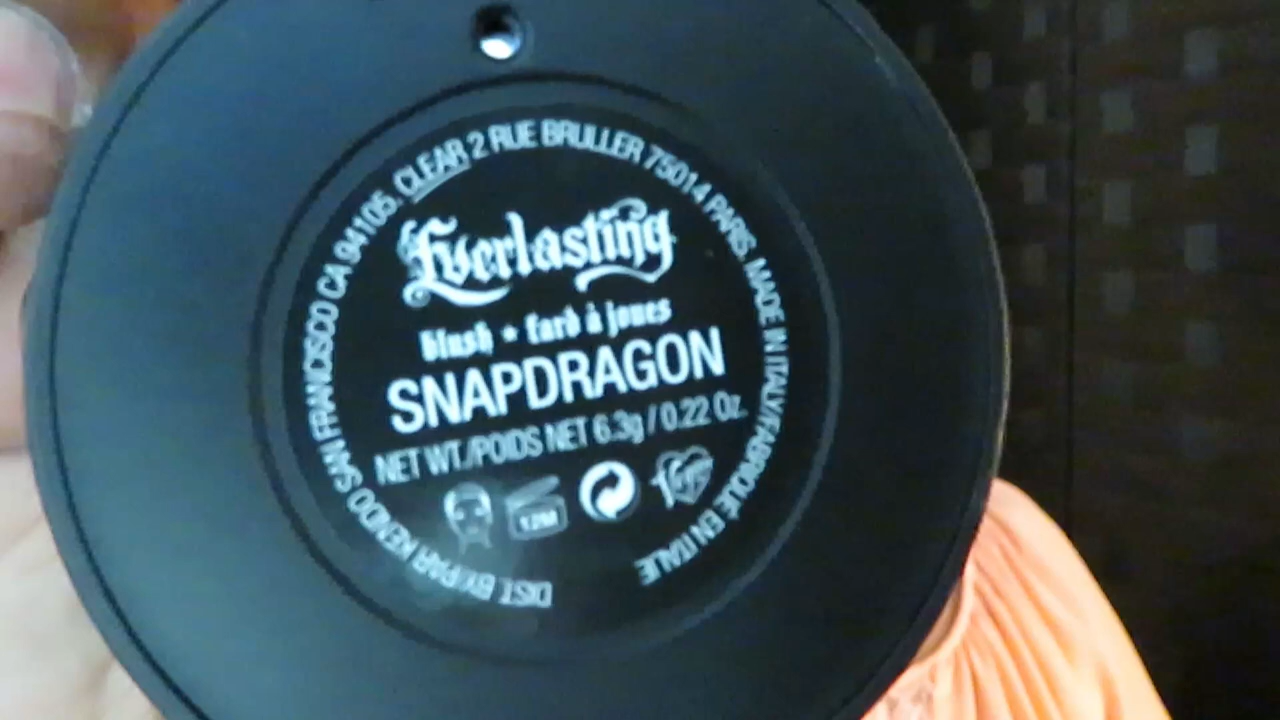 Everlasting
blush • fard à joues
SNAPDRAGON
NET WT./POIDS NET 6.3g / 0.22 Oz.
12M
DIST. BY/PAR KENDO SAN FRANCISCO CA 94105. CLEAR 2 RUE BRULLER 75014 PARIS. MADE IN ITALY/FABRIQUÉ EN ITALIE